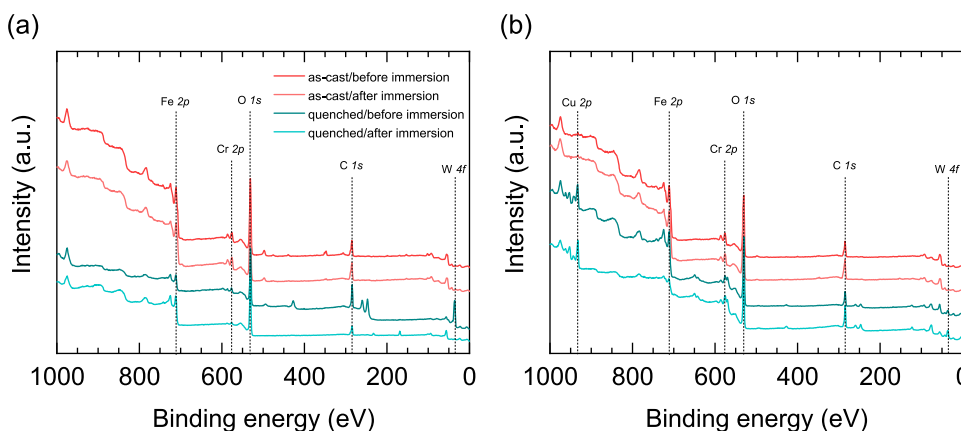 (a)
Intensity (a.u.)
Fe 2p
Cr 2p
O 1s
C 1s
W 4f
as-cast/before immersion
as-cast/after immersion
quenched/before immersion
quenched/after immersion
1000 800 600 400 200 0
Binding energy (eV)
(b)
Intensity (a.u.)
Cu 2p
Fe 2p
Cr 2p
O 1s
C 1s
W 4f
1000 800 600 400 200 0
Binding energy (eV)